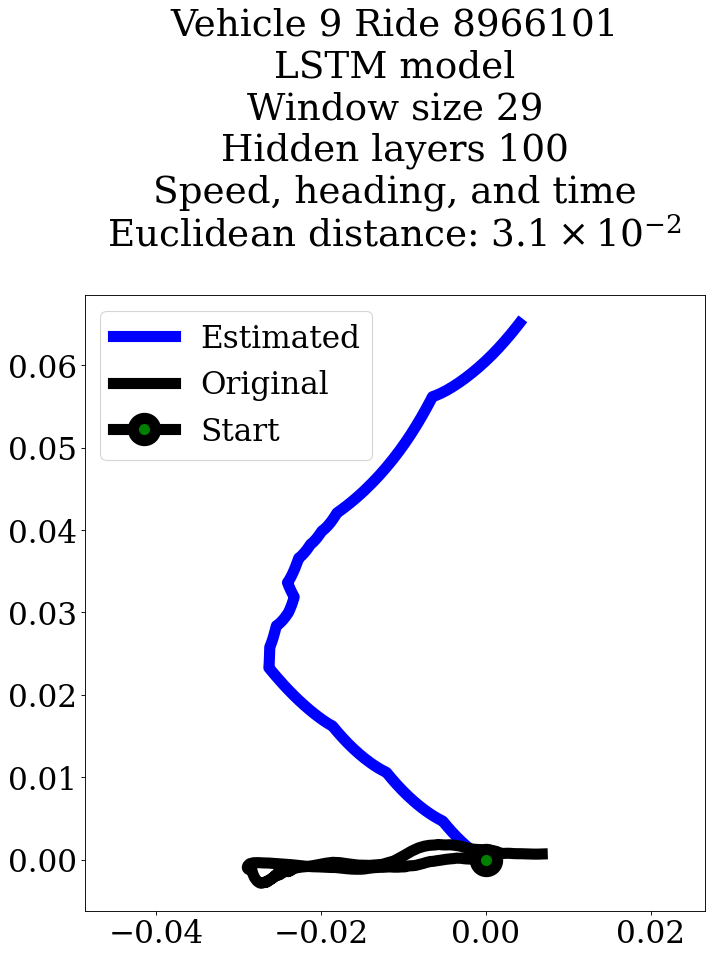 Vehicle 9 Ride 8966101
LSTM model
Window size 29
Hidden layers 100
Speed, heading, and time
Euclidean distance: 3.1 × 10⁻²
Estimated
Original
Start
0.06
0.05
0.04
0.03
0.02
0.01
0.00
−0.04 −0.02 0.00 0.02